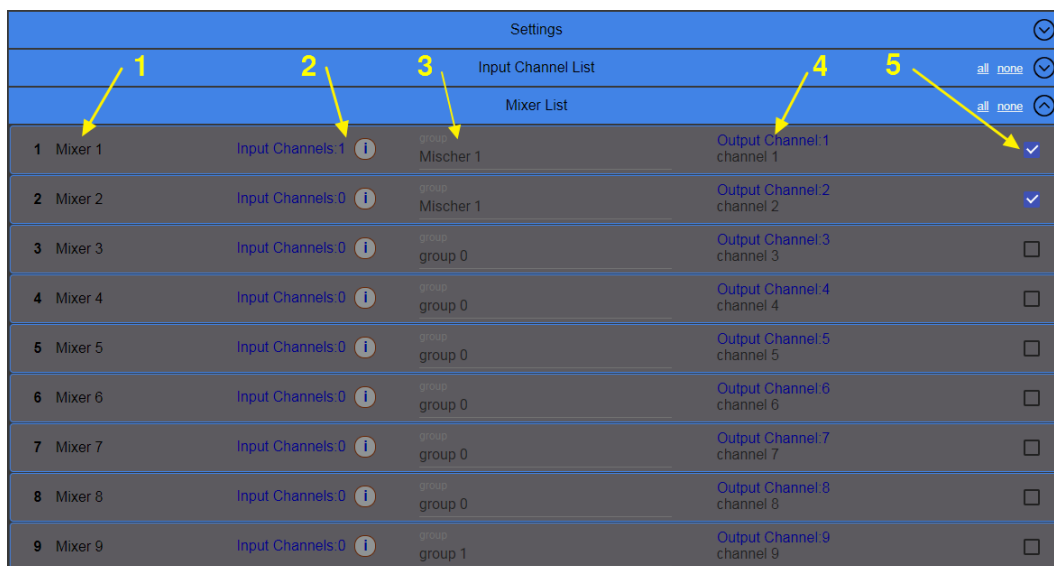 Settings
1 2 3 Input Channel List 4 5 all none
Mixer List all none
1 Mixer 1 Input Channels:1 i group Mischer 1 Output Channel:1 channel 1
2 Mixer 2 Input Channels:0 i group Mischer 1 Output Channel:2 channel 2
3 Mixer 3 Input Channels:0 i group group 0 Output Channel:3 channel 3
4 Mixer 4 Input Channels:0 i group group 0 Output Channel:4 channel 4
5 Mixer 5 Input Channels:0 i group group 0 Output Channel:5 channel 5
6 Mixer 6 Input Channels:0 i group group 0 Output Channel:6 channel 6
7 Mixer 7 Input Channels:0 i group group 0 Output Channel:7 channel 7
8 Mixer 8 Input Channels:0 i group group 0 Output Channel:8 channel 8
9 Mixer 9 Input Channels:0 i group group 1 Output Channel:9 channel 9